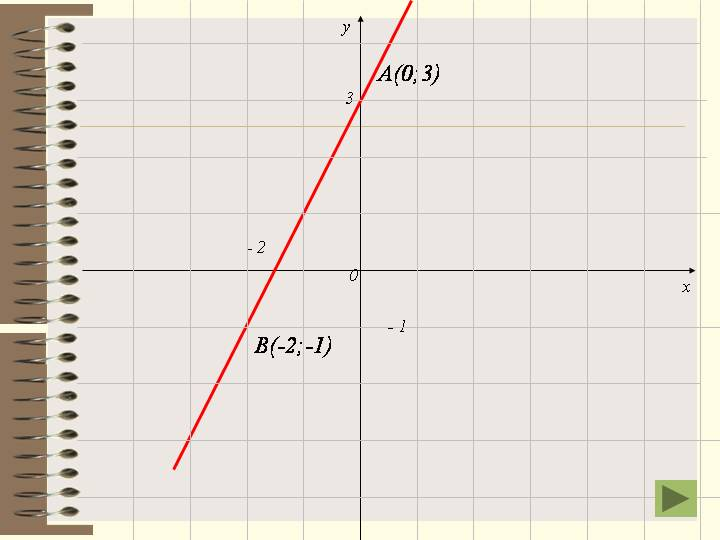 y
A(0; 3)
3
- 2
0
x
- 1
B(-2; -1)